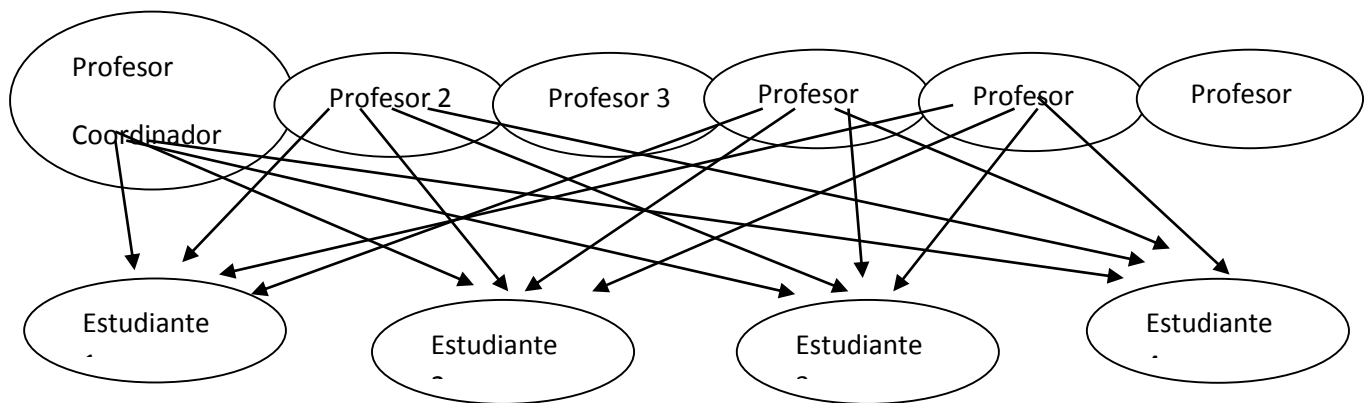 Profesor
Coordinador
Profesor 2
Profesor 3
Profesor
Profesor
Profesor
Estudiante
Estudiante
Estudiante
Estudiante